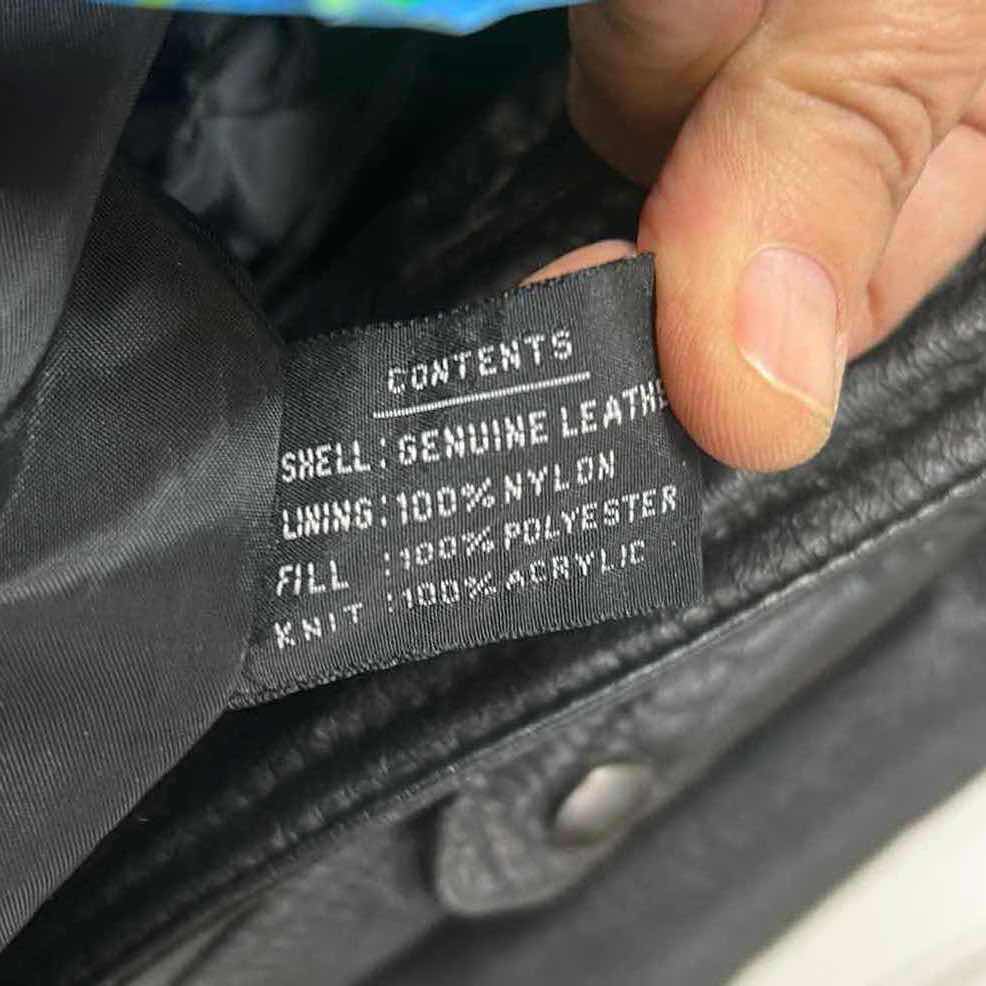 CONTENTS
SHELL: GENUINE LEATHE
LINING: 100% NYLON
FILL : 100% POLYESTER
KNIT : 100% ACRYLIC